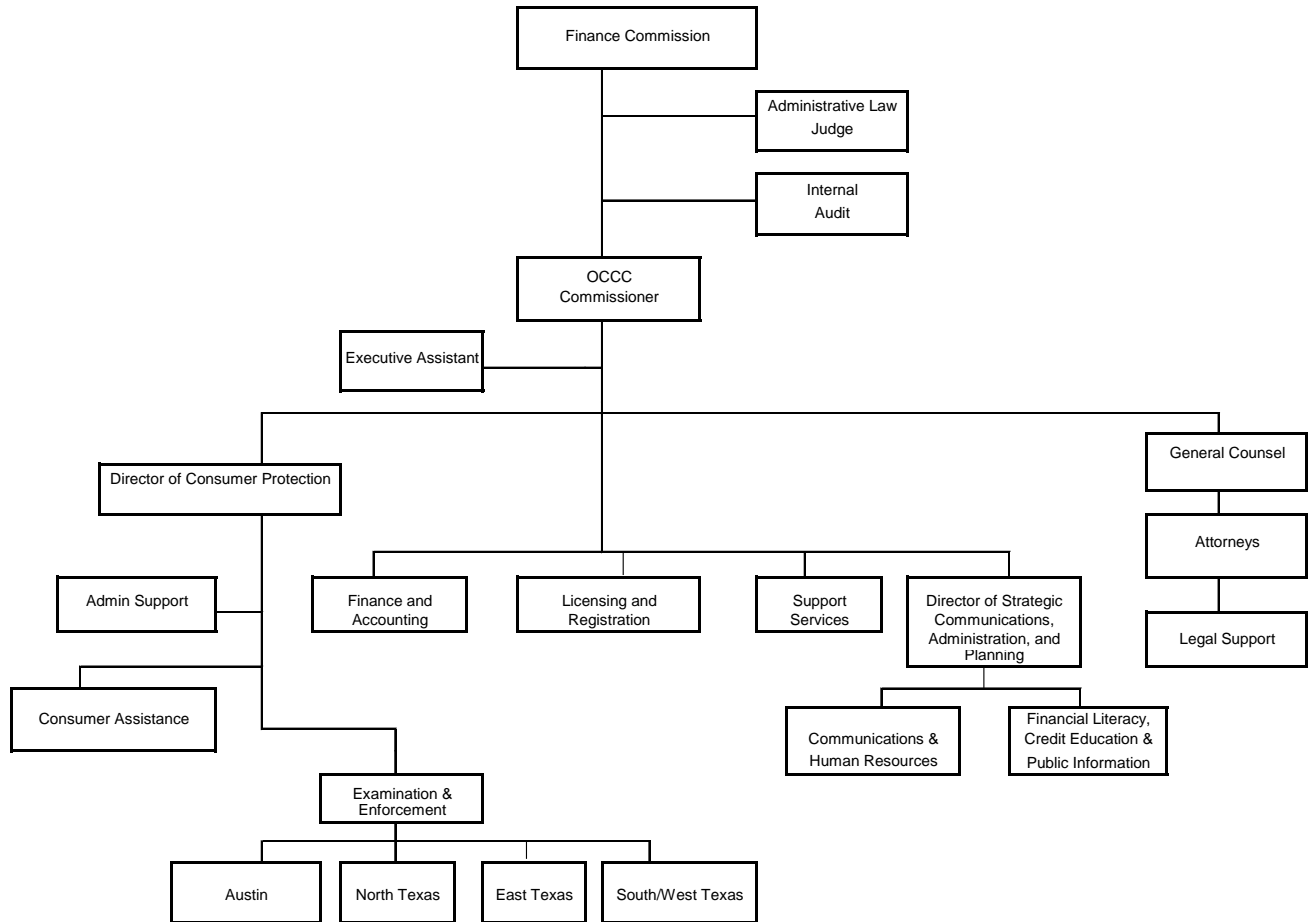 Finance Commission
Administrative Law
Judge
Internal
Audit
OCCC
Commissioner
Executive Assistant
General Counsel
Director of Consumer Protection
Attorneys
Admin Support
Finance and
Accounting
Licensing and
Registration
Support
Services
Director of Strategic
Communications,
Administration, and
Planning
Legal Support
Consumer Assistance
Communications &
Human Resources
Financial Literacy,
Credit Education &
Public Information
Examination &
Enforcement
Austin
North Texas
East Texas
South/West Texas